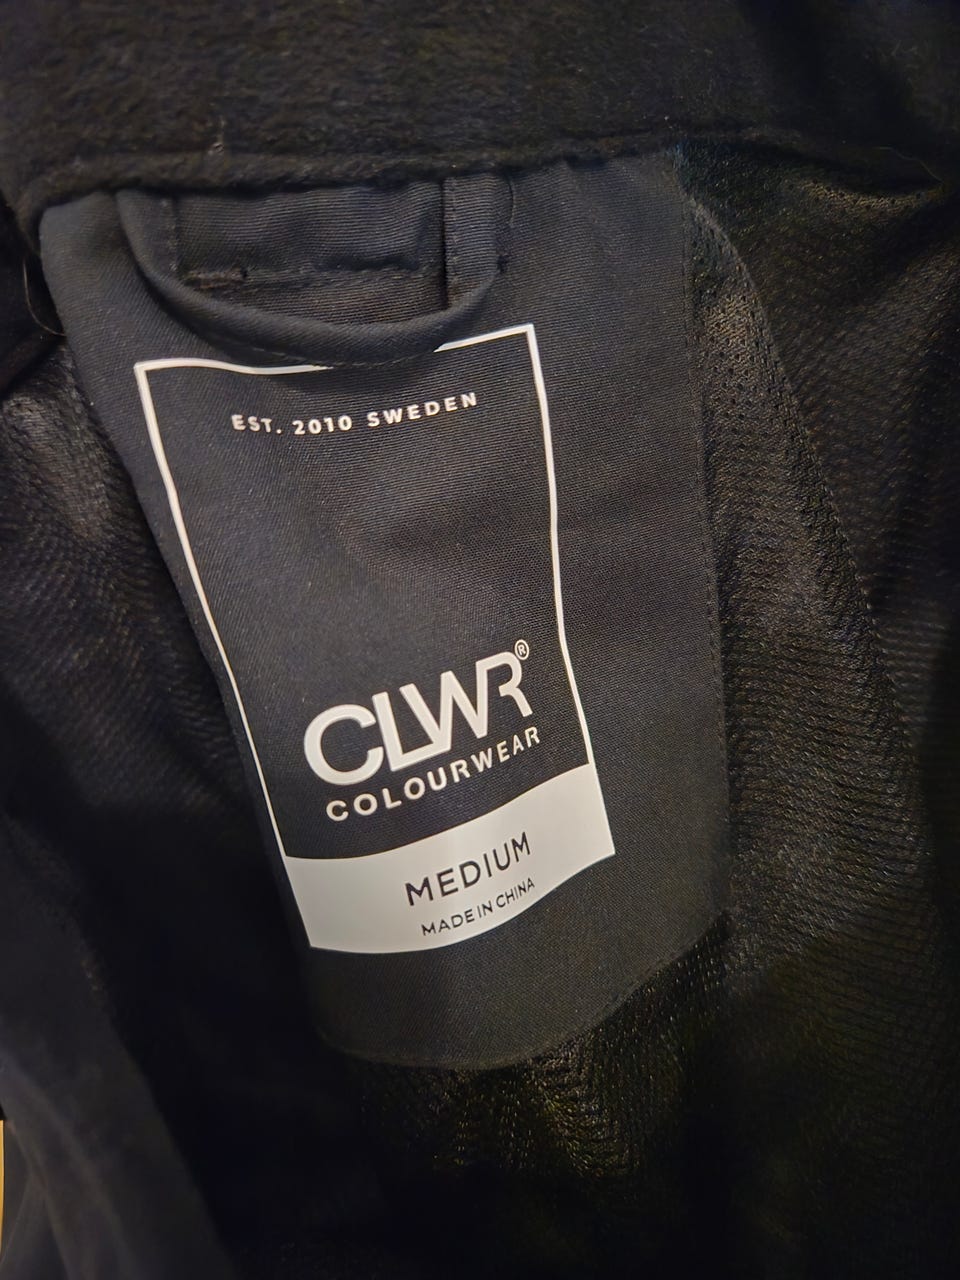 EST. 2010 SWEDEN
CLWR®
COLOURWEAR
MEDIUM
MADE IN CHINA